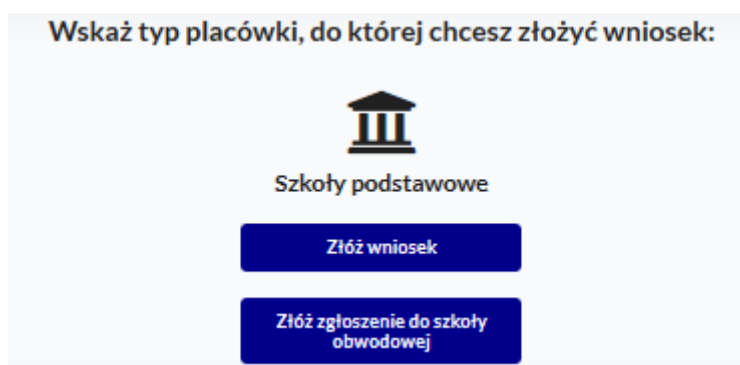 Wskaż typ placówki, do której chcesz złożyć wniosek:
Szkoły podstawowe
Złóż wniosek
Złóż zgłoszenie do szkoły
obwodowej